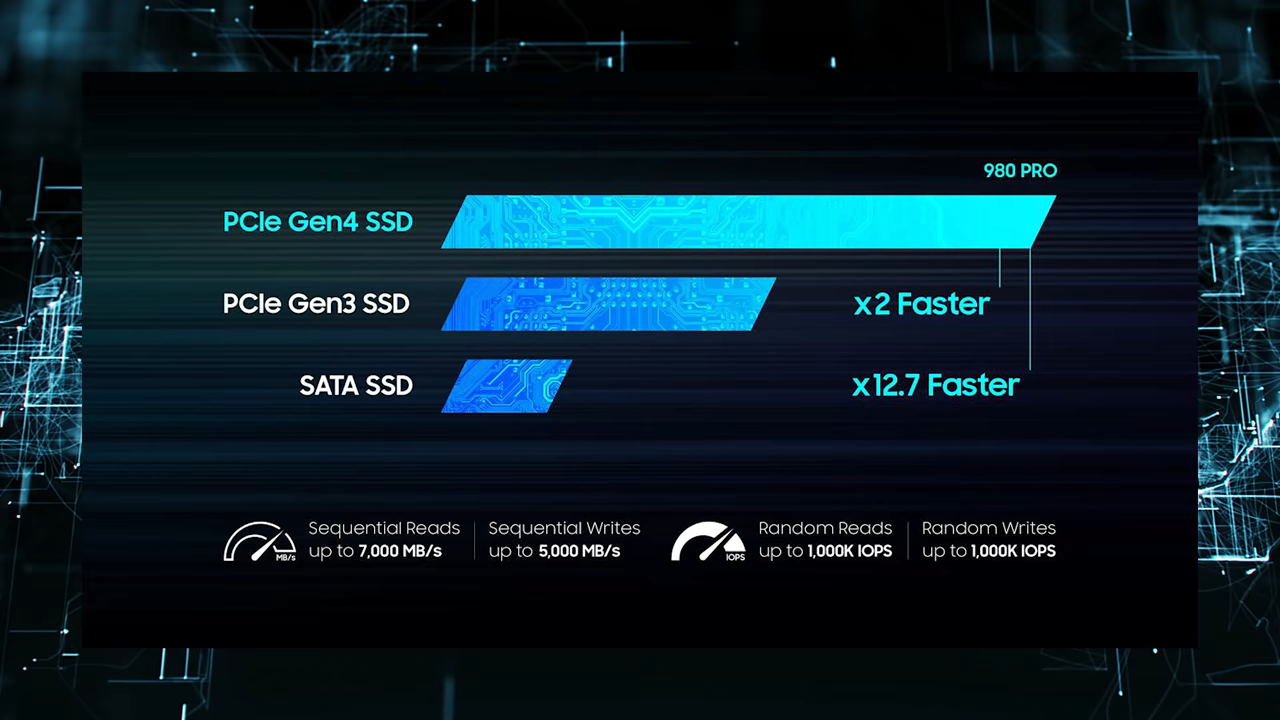 980 PRO
PCIe Gen4 SSD
PCIe Gen3 SSD
x2 Faster
SATA SSD
x12.7 Faster
MB/s
Sequential Reads
up to 7,000 MB/s
Sequential Writes
up to 5,000 MB/s
IOPS
Random Reads
up to 1,000K IOPS
Random Writes
up to 1,000K IOPS